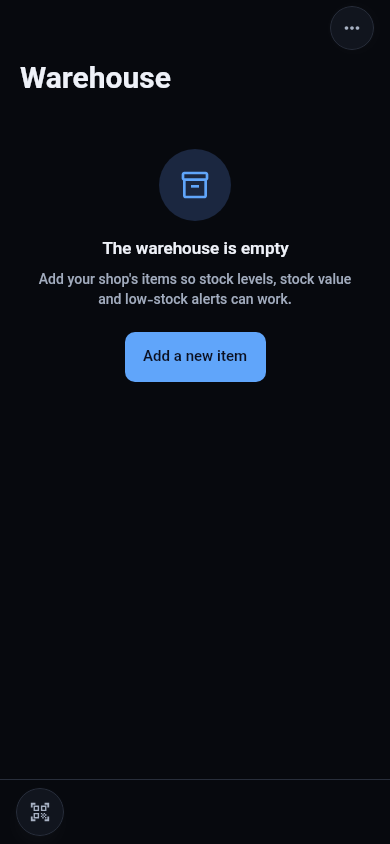 Warehouse
The warehouse is empty
Add your shop's items so stock levels, stock value
and low-stock alerts can work.
Add a new item